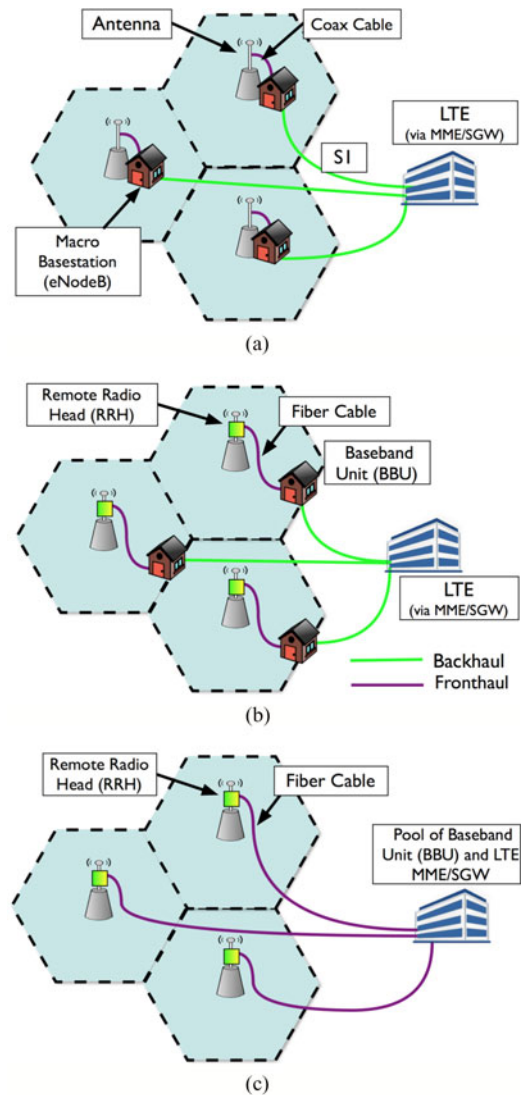 Antenna
Coax Cable
LTE
(via MME/SGW)
S1
Macro
Basestation
(eNodeB)
(a)
Remote Radio
Head (RRH)
Fiber Cable
Baseband
Unit (BBU)
LTE
(via MME/SGW)
Backhaul
Fronthaul
(b)
Remote Radio
Head (RRH)
Fiber Cable
Pool of Baseband
Unit (BBU) and LTE
MME/SGW
(c)